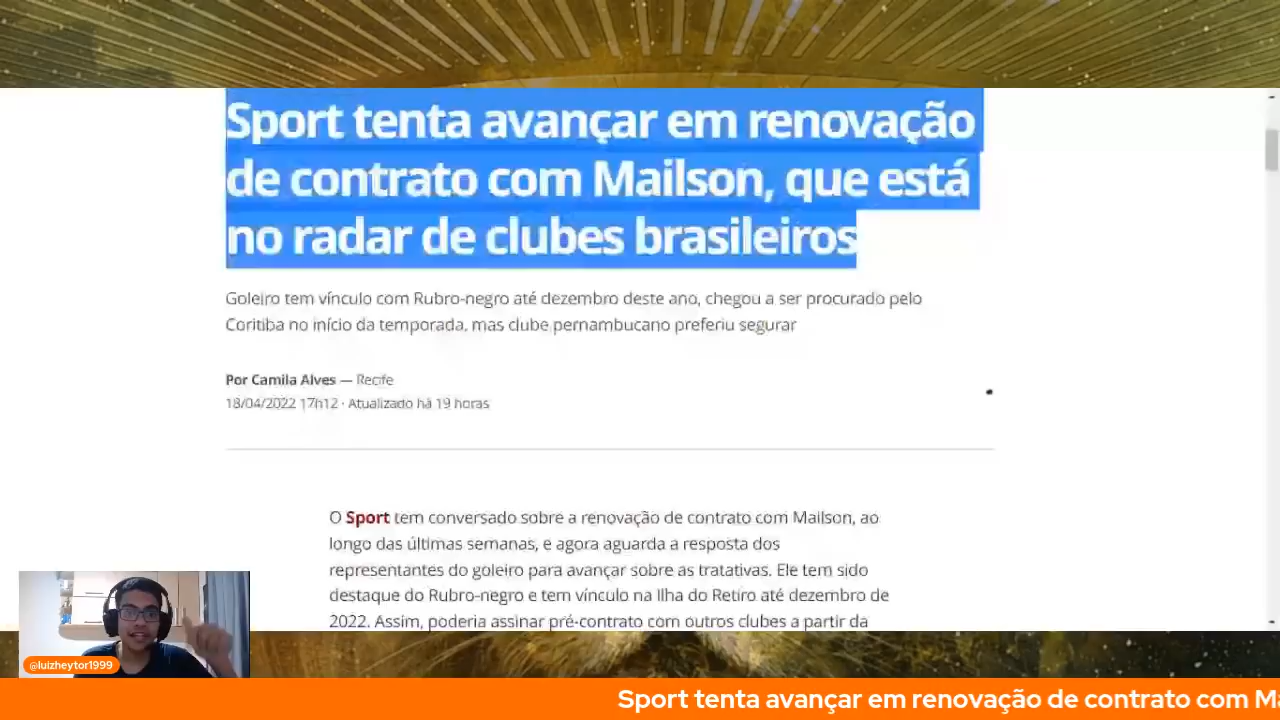 Sport tenta avançar em renovação
de contrato com Mailson, que está
no radar de clubes brasileiros
Goleiro tem vínculo com Rubro-negro até dezembro deste ano, chegou a ser procurado pelo
Coritiba no início da temporada, mas clube pernambucano preferiu segurar
Por Camila Alves — Recife
18/04/2022 17h12 · Atualizado há 19 horas
O Sport tem conversado sobre a renovação de contrato com Mailson, ao
longo das últimas semanas, e agora aguarda a resposta dos
representantes do goleiro para avançar sobre as tratativas. Ele tem sido
destaque do Rubro-negro e tem vínculo na Ilha do Retiro até dezembro de
2022. Assim, poderia assinar pré-contrato com outros clubes a partir da
@luizheytor1999
Sport tenta avançar em renovação de contrato com Ma